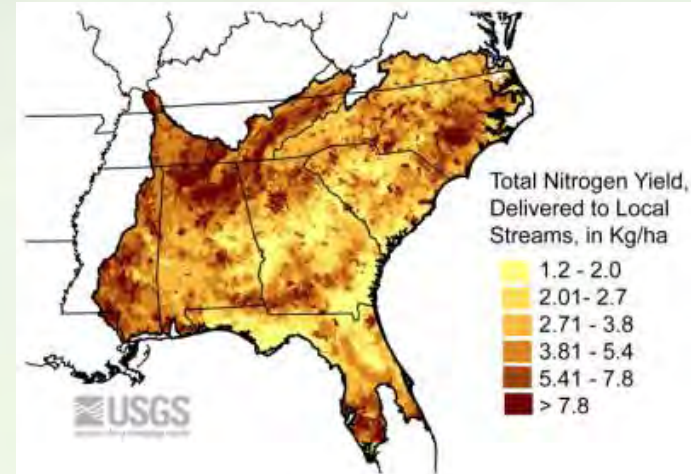 Total Nitrogen Yield,
Delivered to Local
Streams, in Kg/ha
1.2 - 2.0
2.01- 2.7
2.71 - 3.8
3.81 - 5.4
5.41 - 7.8
> 7.8
USGS